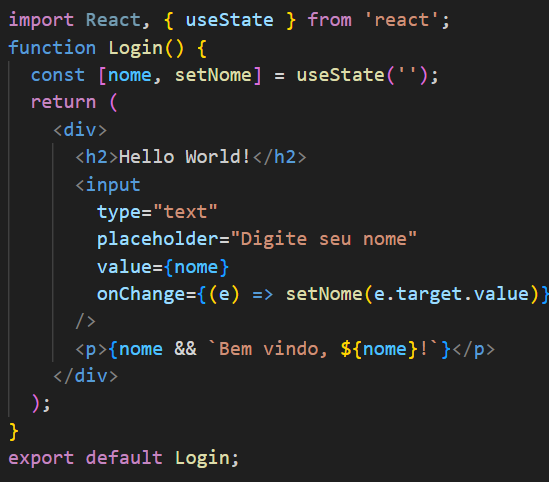 import React, { useState } from 'react';
function Login() {
  const [nome, setNome] = useState('');
  return (
    <div>
      <h2>Hello World!</h2>
      <input
        type="text"
        placeholder="Digite seu nome"
        value={nome}
        onChange={(e) => setNome(e.target.value)}
      />
      <p>{nome && `Bem vindo, ${nome}!`}</p>
    </div>
  );
}
export default Login;